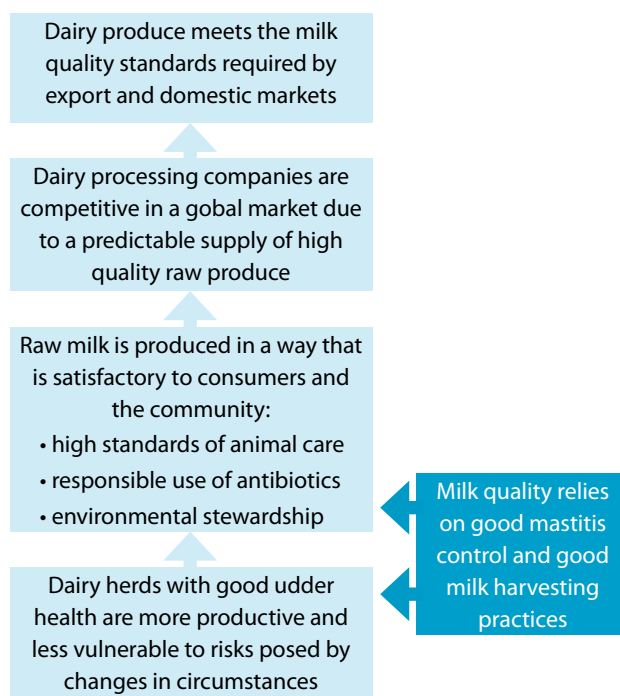 Dairy produce meets the milk
quality standards required by
export and domestic markets
Dairy processing companies are
competitive in a gobal market due
to a predictable supply of high
quality raw produce
Raw milk is produced in a way that
is satisfactory to consumers and
the community:
• high standards of animal care
• responsible use of antibiotics
• environmental stewardship
Milk quality relies
on good mastitis
control and good
milk harvesting
practices
Dairy herds with good udder
health are more productive and
less vulnerable to risks posed by
changes in circumstances